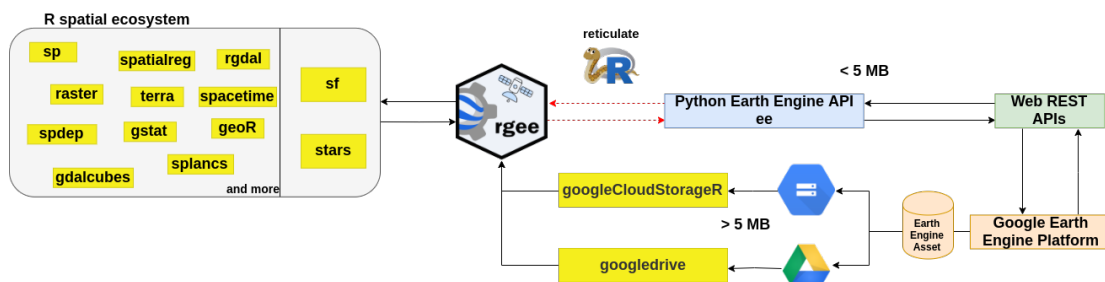 R spatial ecosystem
sp
spatialreg
rgdal
raster
terra
spacetime
spdep
gstat
geoR
splancs
gdalcubes
and more
sf
stars
rgee
reticulate
R
Python Earth Engine API
ee
< 5 MB
Web REST
APIs
googleCloudStorageR
> 5 MB
googledrive
Earth
Engine
Asset
Google Earth
Engine Platform